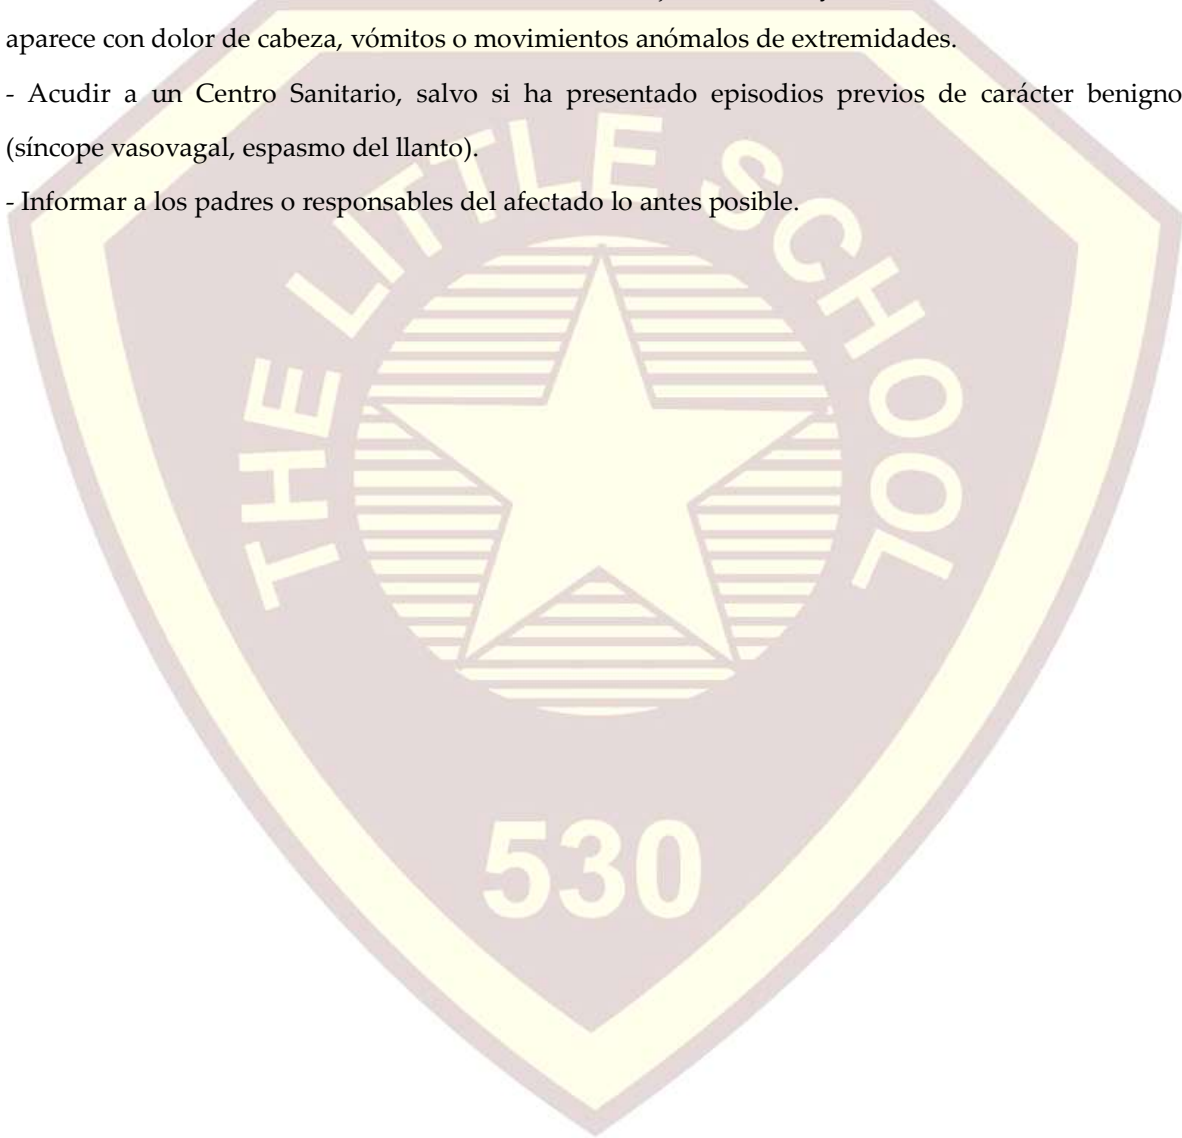 aparece con dolor de cabeza, vómitos o movimientos anómalos de extremidades.
- Acudir a un Centro Sanitario, salvo si ha presentado episodios previos de carácter benigno
(síncope vasovagal, espasmo del llanto).
- Informar a los padres o responsables del afectado lo antes posible.
THE LITTLE SCHOOL
530